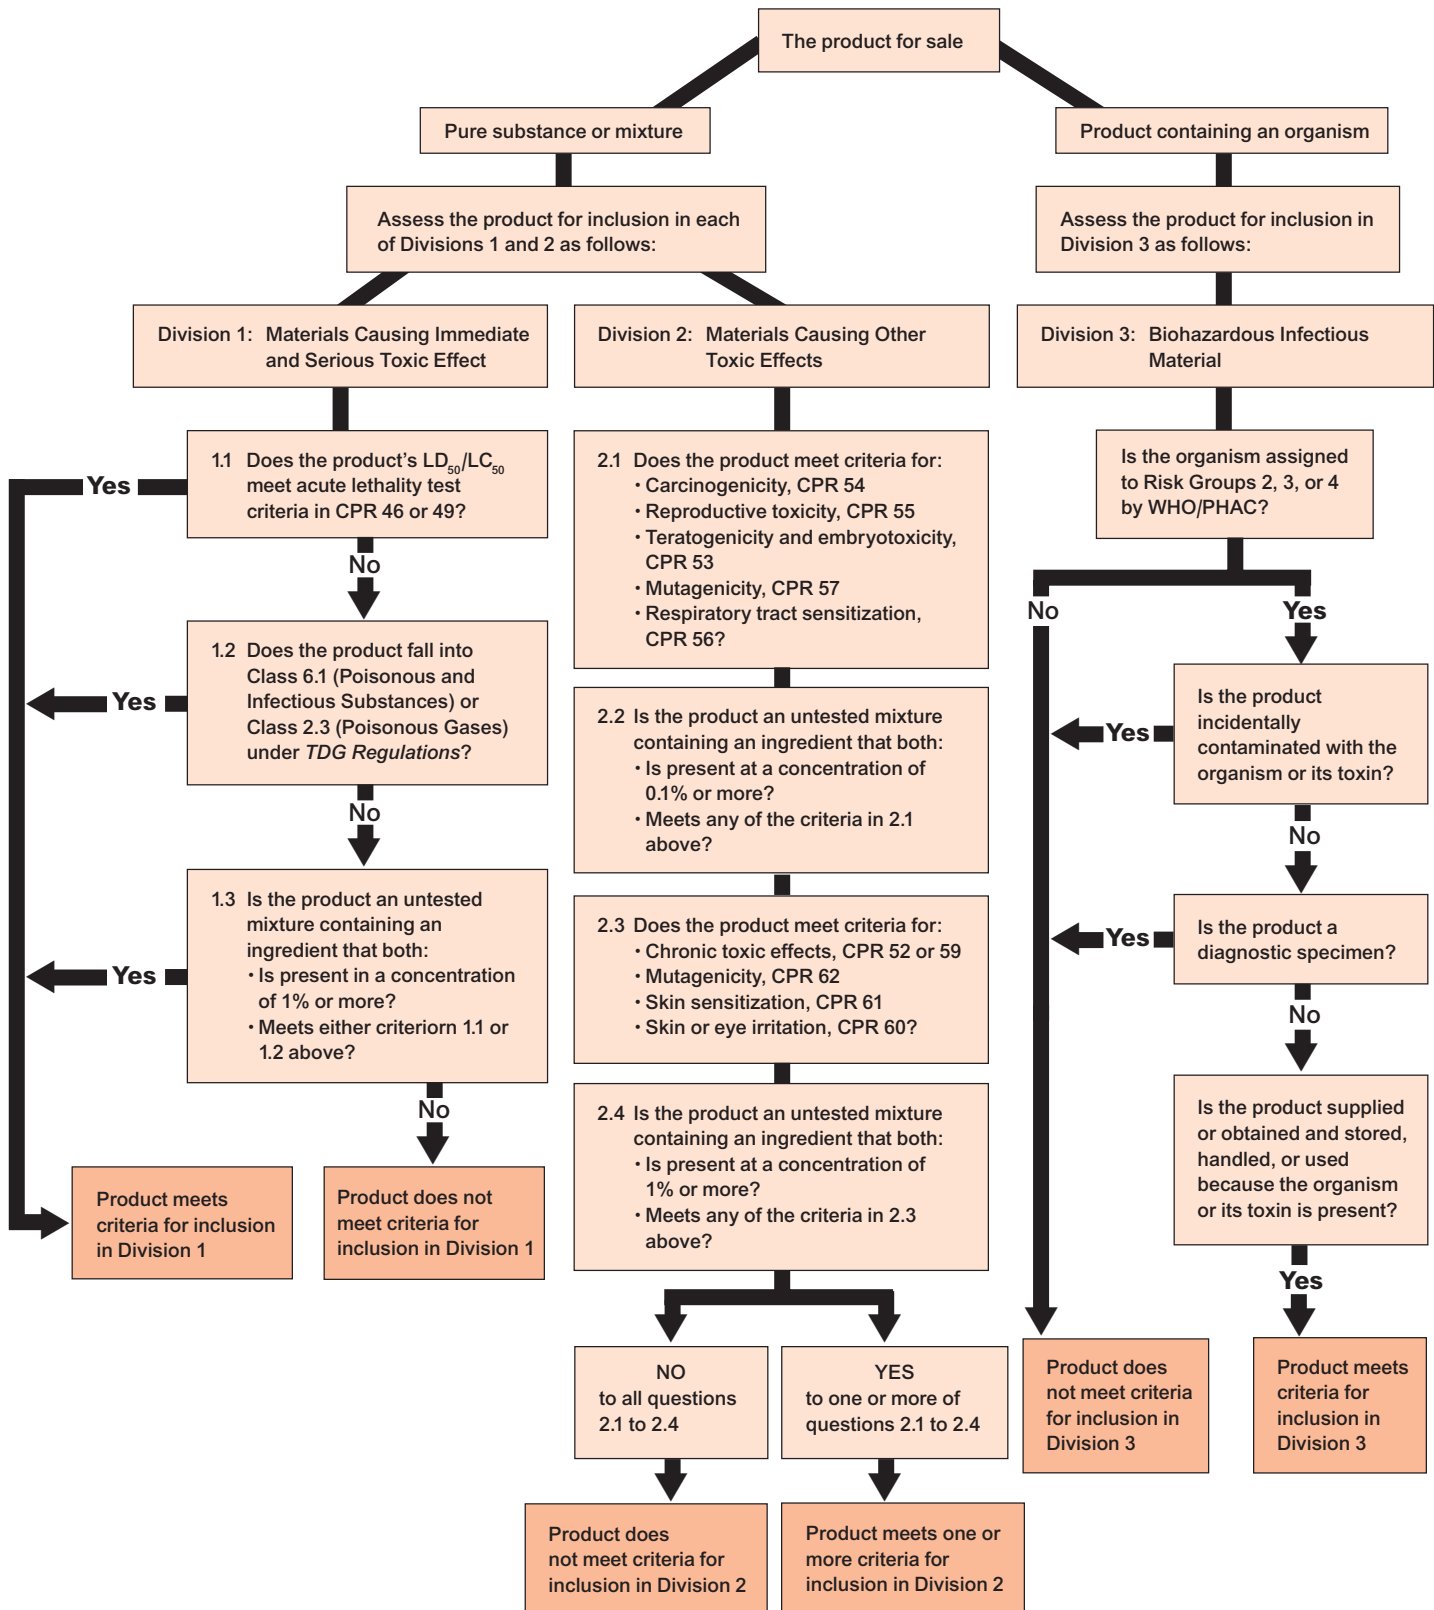 The product for sale
Pure substance or mixture
Product containing an organism
Assess the product for inclusion in each
of Divisions 1 and 2 as follows:
Assess the product for inclusion in
Division 3 as follows:
Division 1: Materials Causing Immediate
and Serious Toxic Effect
Division 2: Materials Causing Other
Toxic Effects
Division 3: Biohazardous Infectious
Material
1.1 Does the product's LD50/LC50
meet acute lethality test
criteria in CPR 46 or 49?
Yes
No
1.2 Does the product fall into
Class 6.1 (Poisonous and
Infectious Substances) or
Class 2.3 (Poisonous Gases)
under TDG Regulations?
Yes
No
1.3 Is the product an untested
mixture containing an
ingredient that both:
• Is present in a concentration
of 1% or more?
• Meets either criteriorn 1.1 or
1.2 above?
Yes
No
Product meets
criteria for inclusion
in Division 1
Product does not
meet criteria for
inclusion in Division 1
2.1 Does the product meet criteria for:
• Carcinogenicity, CPR 54
• Reproductive toxicity, CPR 55
• Teratogenicity and embryotoxicity,
CPR 53
• Mutagenicity, CPR 57
• Respiratory tract sensitization,
CPR 56?
2.2 Is the product an untested mixture
containing an ingredient that both:
• Is present at a concentration of
0.1% or more?
• Meets any of the criteria in 2.1
above?
2.3 Does the product meet criteria for:
• Chronic toxic effects, CPR 52 or 59
• Mutagenicity, CPR 62
• Skin sensitization, CPR 61
• Skin or eye irritation, CPR 60?
2.4 Is the product an untested mixture
containing an ingredient that both:
• Is present at a concentration of
1% or more?
• Meets any of the criteria in 2.3
above?
NO
to all questions
2.1 to 2.4
YES
to one or more of
questions 2.1 to 2.4
Product does
not meet criteria for
inclusion in Division 2
Product meets one or
more criteria for
inclusion in Division 2
Is the organism assigned
to Risk Groups 2, 3, or 4
by WHO/PHAC?
No
Yes
Is the product
incidentally
contaminated with the
organism or its toxin?
Yes
No
Is the product a
diagnostic specimen?
Yes
No
Is the product supplied
or obtained and stored,
handled, or used
because the organism
or its toxin is present?
Yes
Product does
not meet criteria
for inclusion in
Division 3
Product meets
criteria for
inclusion in
Division 3